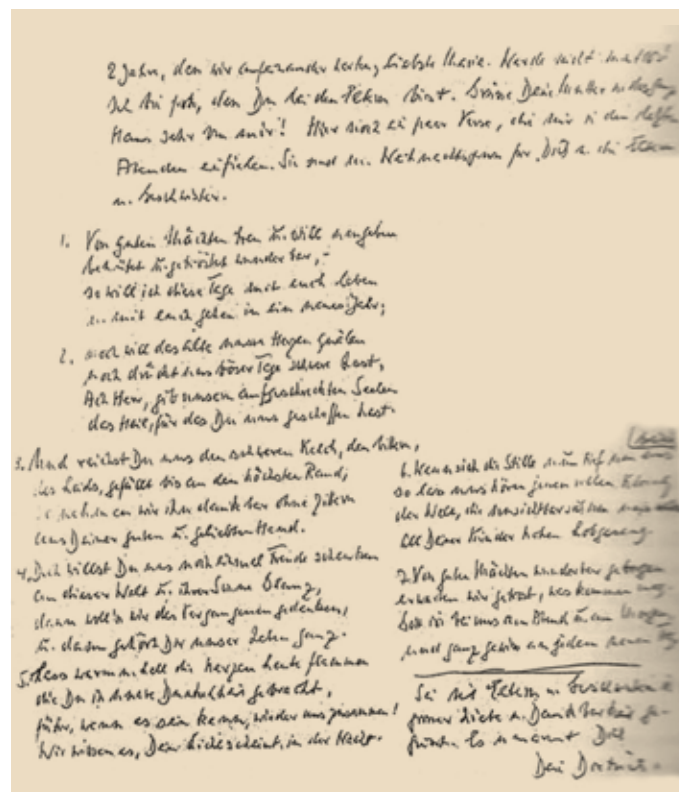 2 Jahre, dass wir aufeinander warten, liebste Maria. Werde nicht mutlos!
Ich bin froh, dass Du bei den Eltern bist. Grüsse Deine Mutter u. das
Haus sehr von mir! Hier sind ein paar Verse, die mir in den letzten
Abenden einfielen. Sie sind Weihnachtsgruss für Dich u. die Eltern
u. Geschwister.
1. Von guten Mächten treu u. still umgeben
behütet u. getröstet wunderbar, -
so will ich diese Tage mit euch leben
u. mit euch gehen in ein neues Jahr;
2. noch will das alte unsre Herzen quälen
noch drückt uns böser Tage schwere Last,
Ach Herr, gib unsern aufgeschreckten Seelen
das Heil, für das Du uns geschaffen hast.
3. Und reichst Du uns den schweren Kelch, den bittern,
des Leids, gefüllt bis an den höchsten Rand,
so nehmen wir ihn dankbar ohne Zittern
aus Deiner guten u. geliebten Hand.
4. Doch willst Du uns noch einmal Freude schenken
an dieser Welt u. ihrer Sonne Glanz,
dann woll'n wir des Vergangenen gedenken,
u. dann gehört Dir unser Leben ganz.
5. Lass warm u. hell die Kerzen heute flammen
die Du in unsre Dunkelheit gebracht,
führ, wenn es sein kann, wieder uns zusammen!
Wir wissen es, Dein Licht scheint in der Nacht.
6. Wenn sich die Stille nun tief um uns
so lass uns hören jenen vollen Klang
der Welt, die unsichtbar sich um uns
all Deiner Kinder hohen Lobgesang.
7. Von guten Mächten wunderbar geborgen
erwarten wir getrost, was kommen mag.
Gott ist bei uns am Abend u. am Morgen
und ganz gewiss an jedem neuen Tag.
Sei mit Eltern u. Geschwistern in
grosser Liebe u. Dankbarkeit ge-
grüsst. Es umarmt Dich
Dein Dietrich.